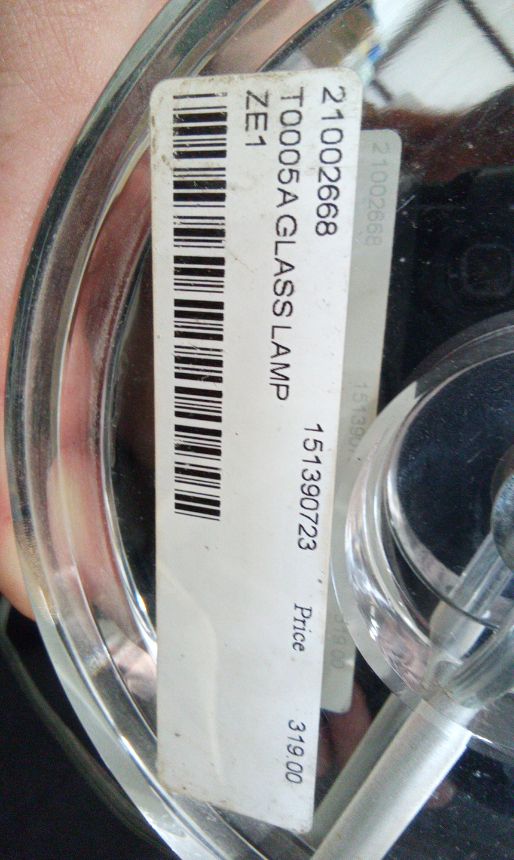 21002668 151390723 Price 319.00
T0005A GLASS LAMP
ZE1